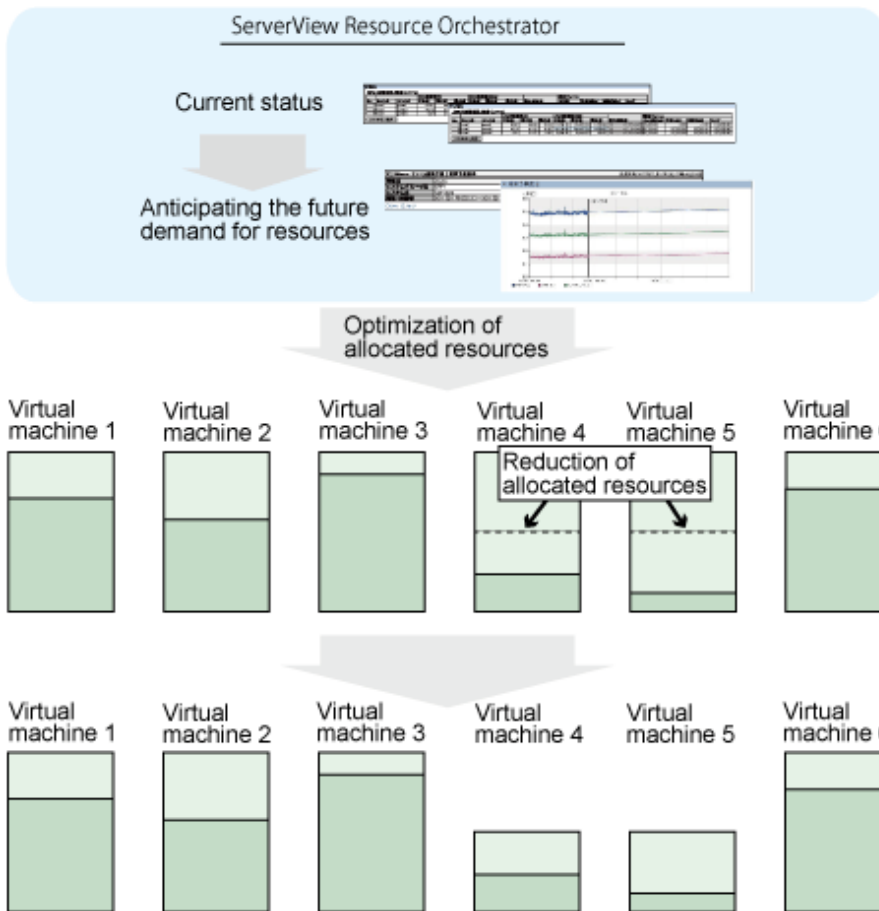 ServerView Resource Orchestrator
Current status
Anticipating the future
demand for resources
Optimization of
allocated resources
Virtual
machine 1
Virtual
machine 2
Virtual
machine 3
Virtual
machine 4
Virtual
machine 5
Virtual
machine
Reduction of
allocated resources
Virtual
machine 1
Virtual
machine 2
Virtual
machine 3
Virtual
machine 4
Virtual
machine 5
Virtual
machine